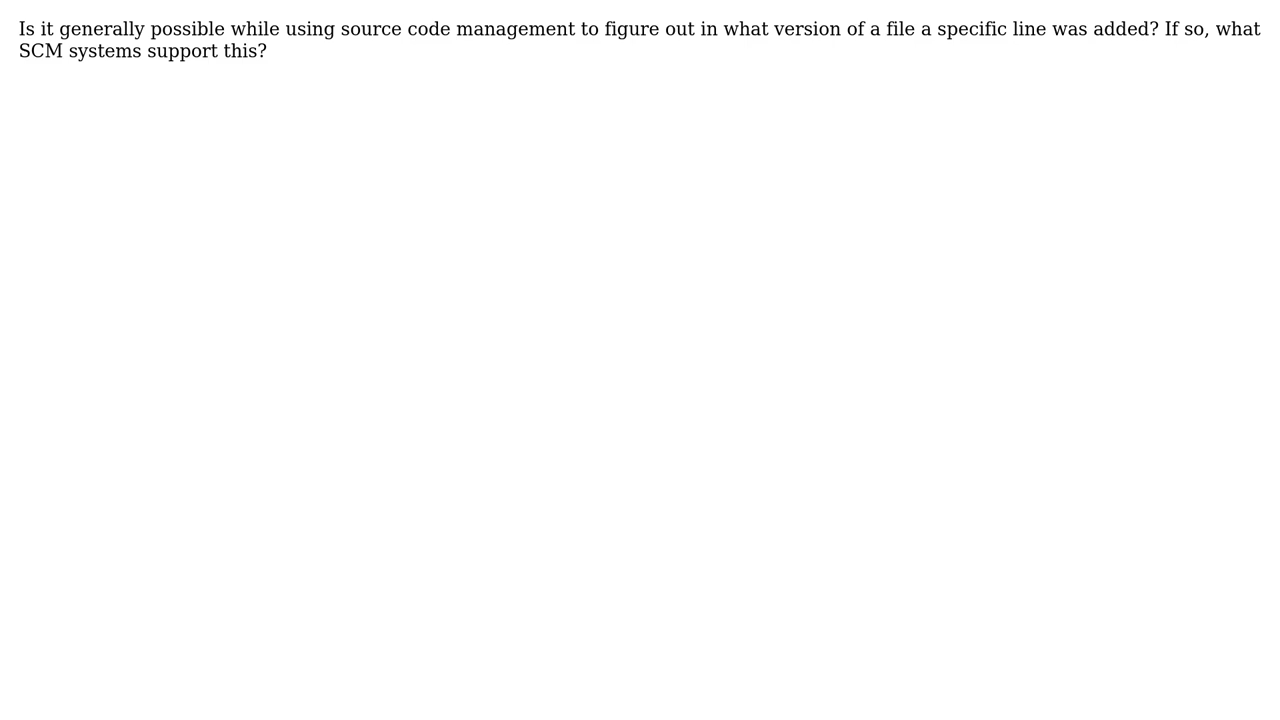 Is it generally possible while using source code management to figure out in what version of a file a specific line was added? If so, what
SCM systems support this?